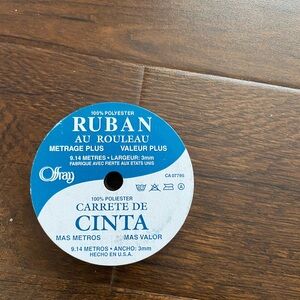 100% POLYESTER
RUBAN
AU ROULEAU
METRAGE PLUS VALEUR PLUS
9.14 METRES • LARGEUR: 3mm
FABRIQUE AVEC FIERTE AUX ETATS UNIS
Offray
CA 07795
100% POLIESTER
CARRETE DE
CINTA
MAS METROS MAS VALOR
9.14 METROS • ANCHO: 3mm
HECHO EN U.S.A.